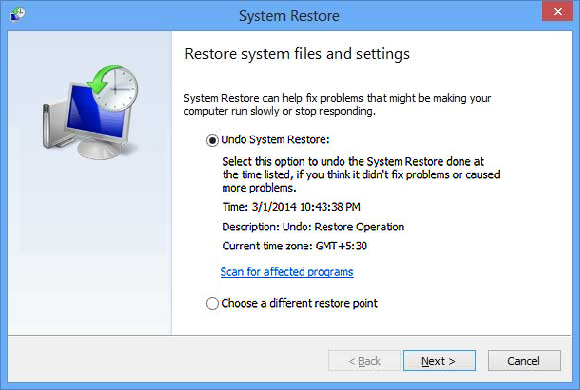 System Restore
Restore system files and settings
System Restore can help fix problems that might be making your
computer run slowly or stop responding.
Undo System Restore:
Select this option to undo the System Restore done at
the time listed, if you think it didn't fix problems or caused
more problems.
Time: 3/1/2014 10:43:38 PM
Description: Undo: Restore Operation
Current time zone: GMT+5:30
Scan for affected programs
Choose a different restore point
< Back Next > Cancel